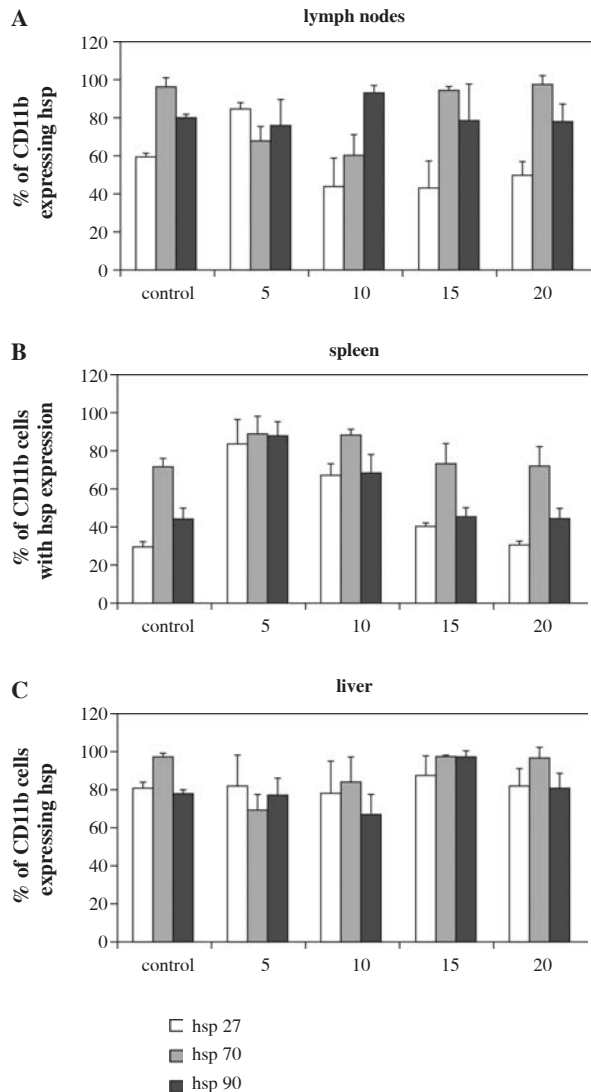 A
lymph nodes
% of CD11b
expressing hsp
120
100
80
60
40
20
0
control 5 10 15 20
B
spleen
% of CD11b cells
with hsp expression
120
100
80
60
40
20
0
control 5 10 15 20
C
liver
% of CD11b cells
expressing hsp
120
100
80
60
40
20
0
control 5 10 15 20
hsp 27
hsp 70
hsp 90